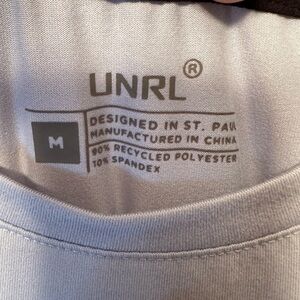 UNRL®
M
DESIGNED IN ST. PAUL
MANUFACTURED IN CHINA
90% RECYCLED POLYESTER
10% SPANDEX